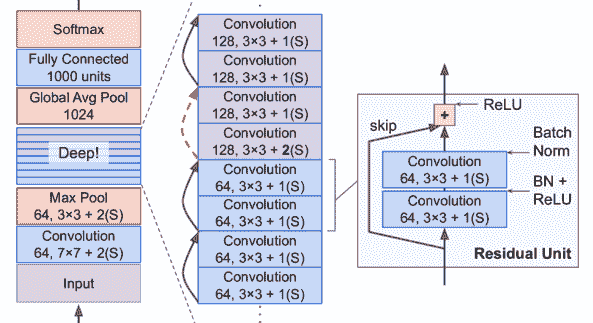 Softmax
Fully Connected
1000 units
Global Avg Pool
1024
Deep!
Max Pool
64, 3×3 + 2(S)
Convolution
64, 7×7 + 2(S)
Input
Convolution
128, 3×3 + 1(S)
Convolution
128, 3×3 + 1(S)
Convolution
128, 3×3 + 1(S)
Convolution
128, 3×3 + 2(S)
Convolution
64, 3×3 + 1(S)
Convolution
64, 3×3 + 1(S)
Convolution
64, 3×3 + 1(S)
Convolution
64, 3×3 + 1(S)
+
ReLU
skip
Batch
Norm
Convolution
64, 3×3 + 1(S)
BN +
ReLU
Convolution
64, 3×3 + 1(S)
Residual Unit